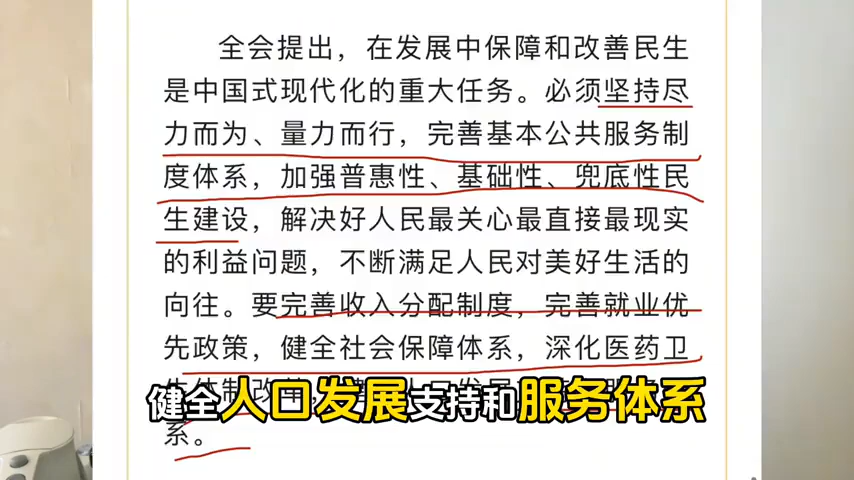 全会提出，在发展中保障和改善民生
是中国式现代化的重大任务。必须坚持尽
力而为、量力而行，完善基本公共服务制
度体系，加强普惠性、基础性、兜底性民
生建设，解决好人民最关心最直接最现实
的利益问题，不断满足人民对美好生活的
向往。要完善收入分配制度，完善就业优
先政策，健全社会保障体系，深化医药卫
健全人口发展支持和服务体系
系。